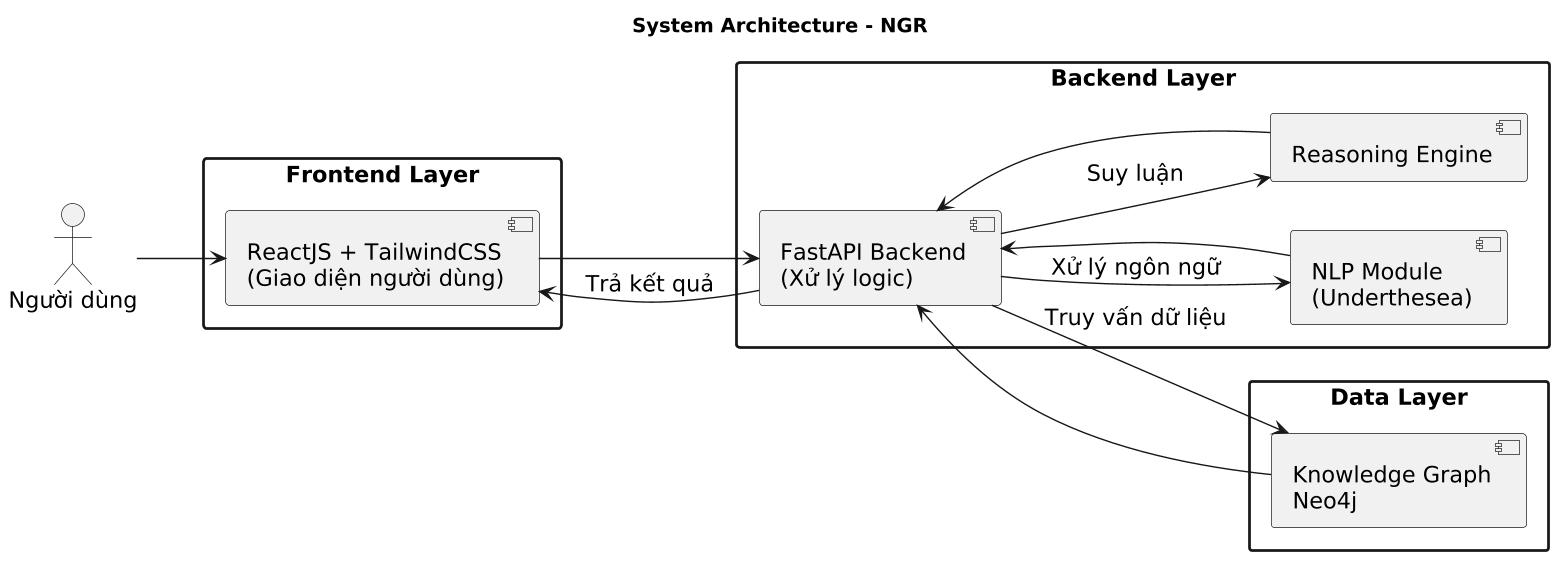 System Architecture - NGR
Người dùng
Frontend Layer
ReactJS + TailwindCSS
(Giao diện người dùng)
Trả kết quả
Backend Layer
FastAPI Backend
(Xử lý logic)
Suy luận
Reasoning Engine
Xử lý ngôn ngữ
NLP Module
(Underthesea)
Truy vấn dữ liệu
Data Layer
Knowledge Graph
Neo4j